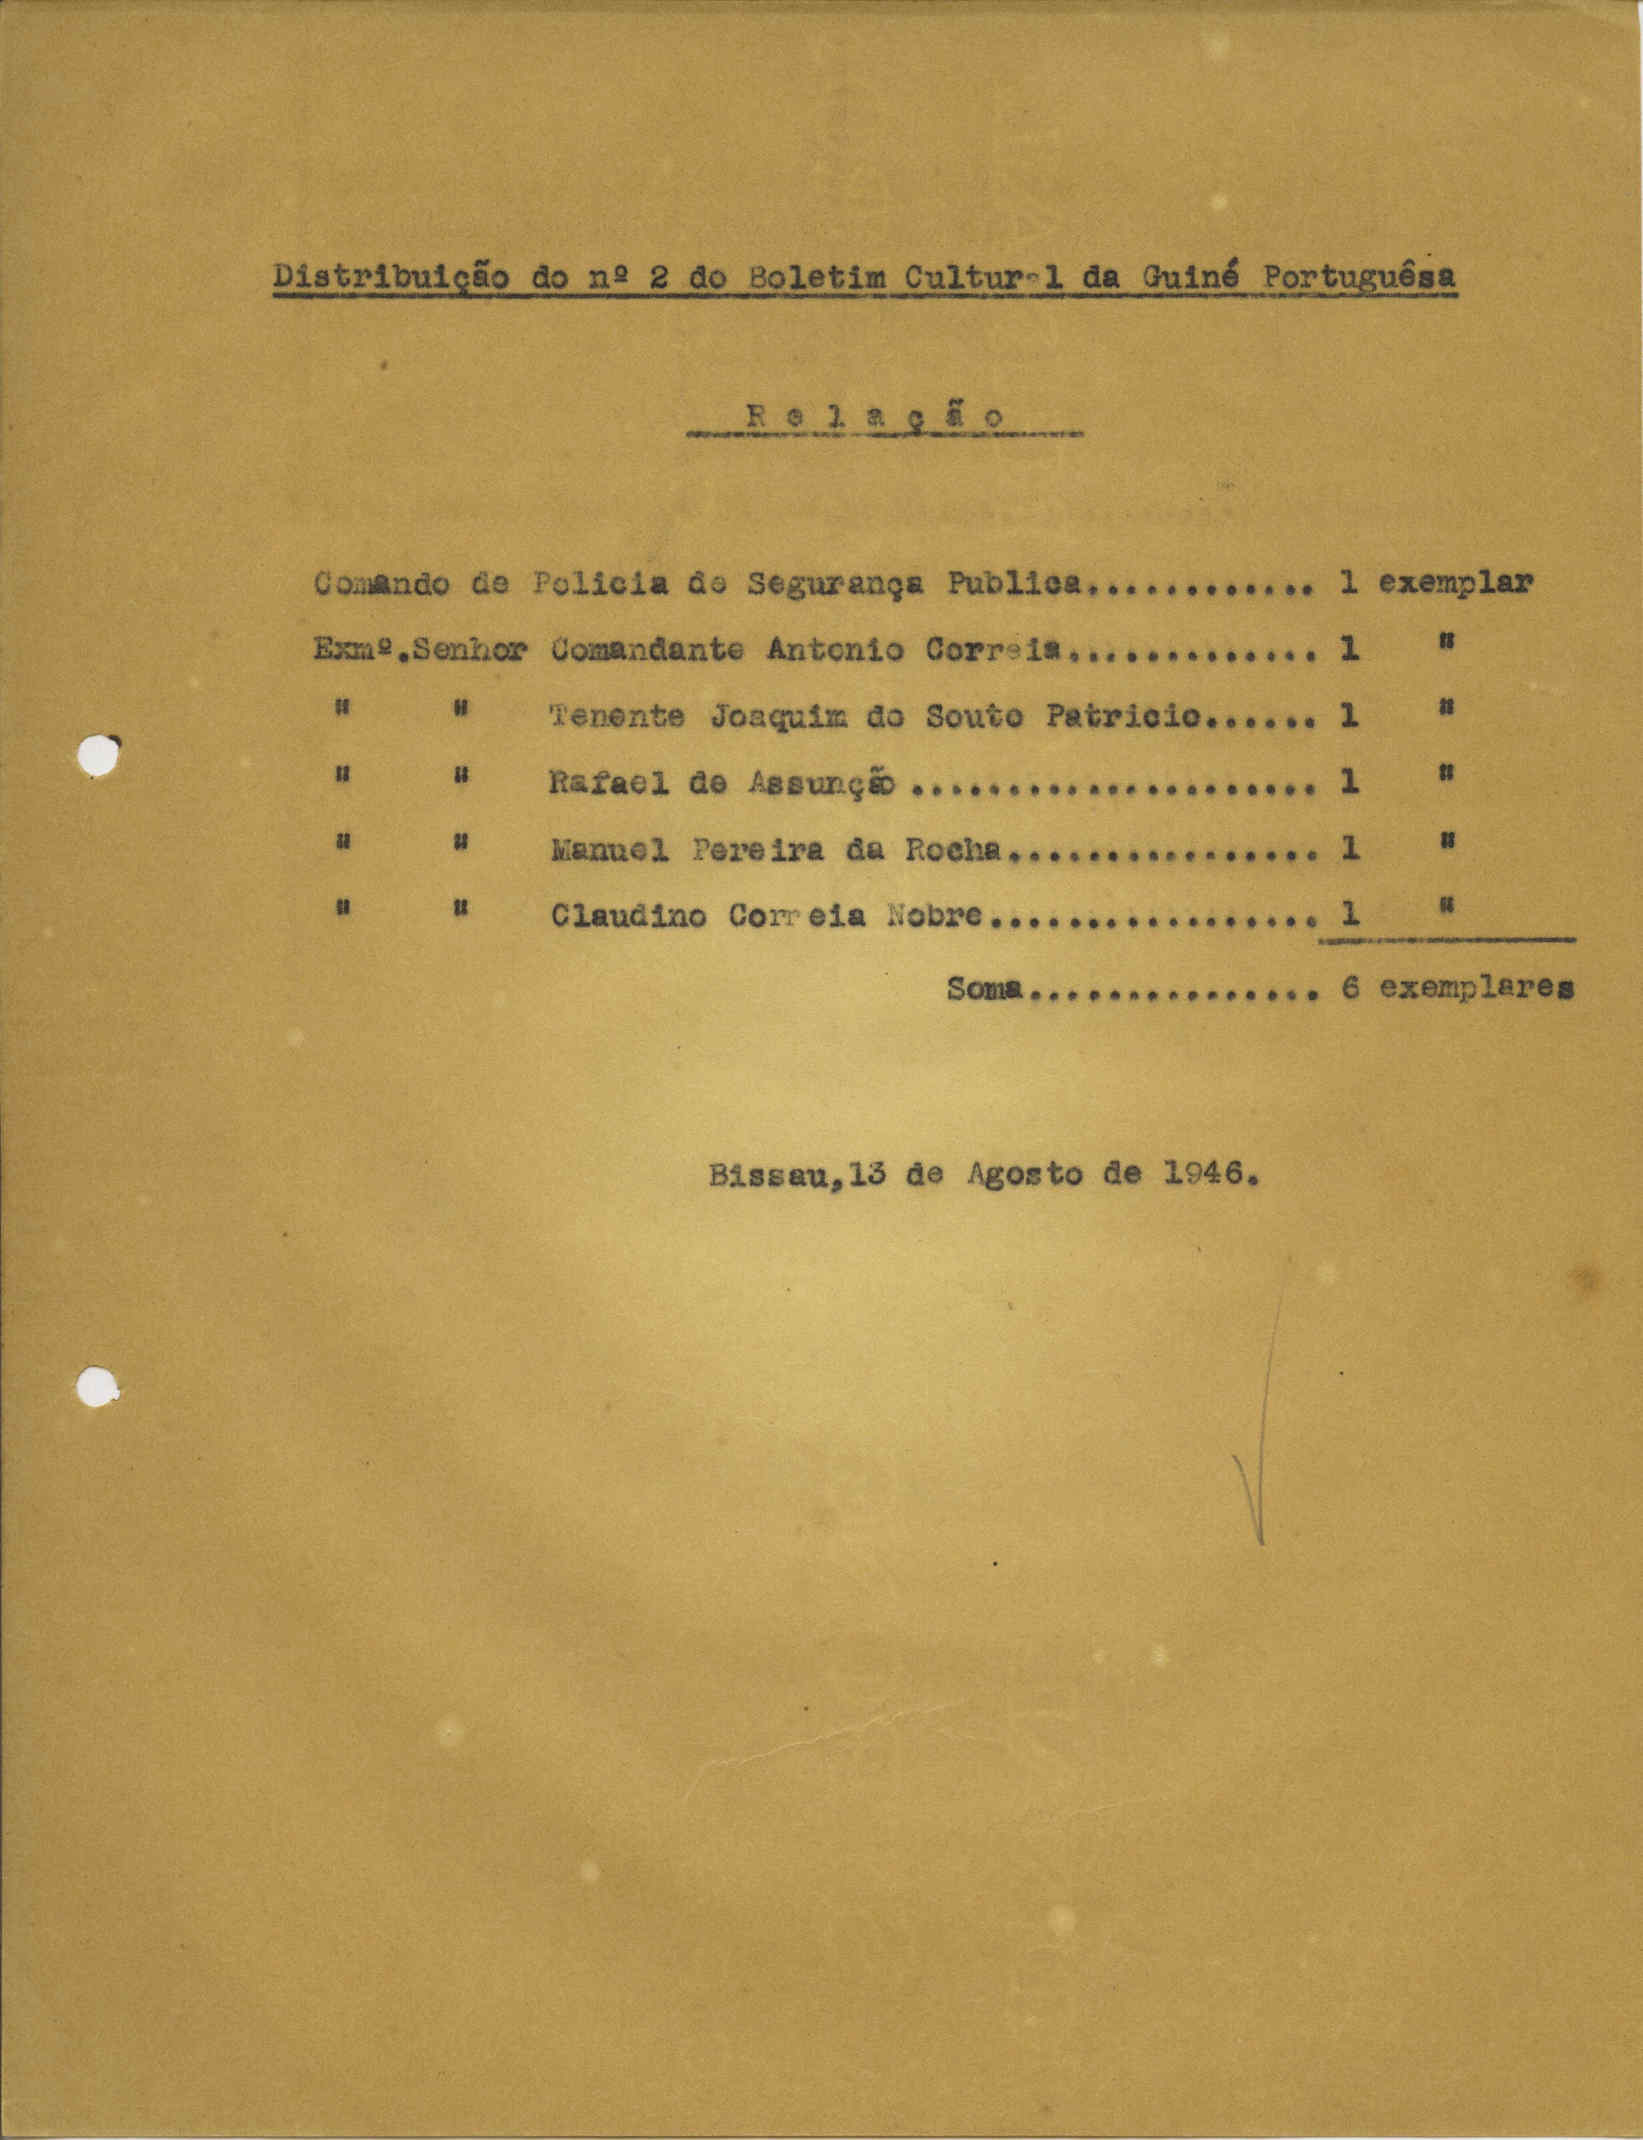 Distribuição do nº 2 do Boletim Cultural da Guiné Portuguêsa
Relação
Comando de Policia de Segurança Publica............ 1 exemplar
Exmº.Senhor Comandante Antonio Correia............. 1 "
" " Tenente Joaquim do Souto Patricio...... 1 "
" " Rafael de Assunção ..................... 1 "
" " Manuel Pereira da Rocha................ 1 "
" " Claudino Correia Nobre................. 1 "
Soma............... 6 exemplares
Bissau,13 de Agosto de 1946.